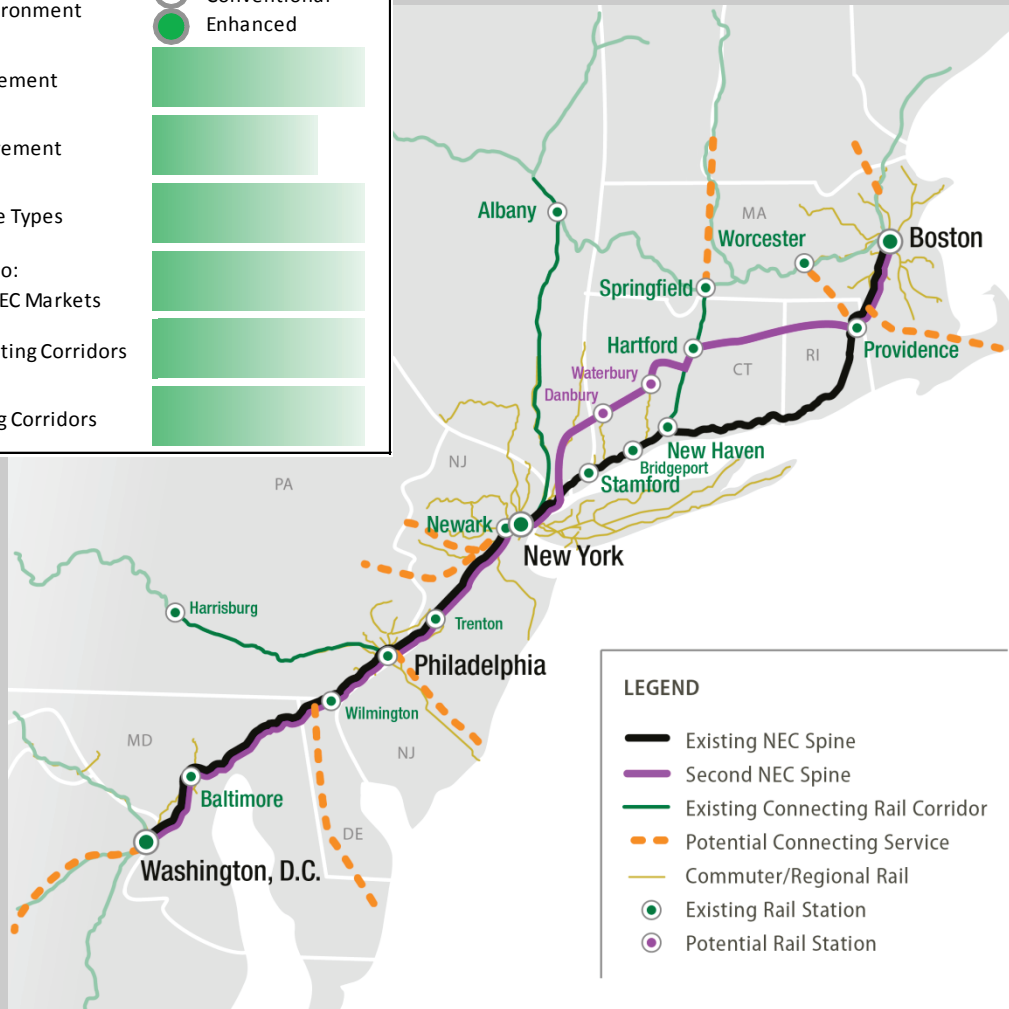 Enhanced
e Types
o:
EC Markets
ting Corridors
g Corridors
Albany
MA
Worcester
Boston
Springfield
Hartford
Providence
RI
CT
Waterbury
Danbury
New Haven
Bridgeport
Stamford
NJ
PA
Newark
New York
Harrisburg
Trenton
Philadelphia
Wilmington
NJ
MD
Baltimore
DE
Washington, D.C.
LEGEND
Existing NEC Spine
Second NEC Spine
Existing Connecting Rail Corridor
Potential Connecting Service
Commuter/Regional Rail
Existing Rail Station
Potential Rail Station